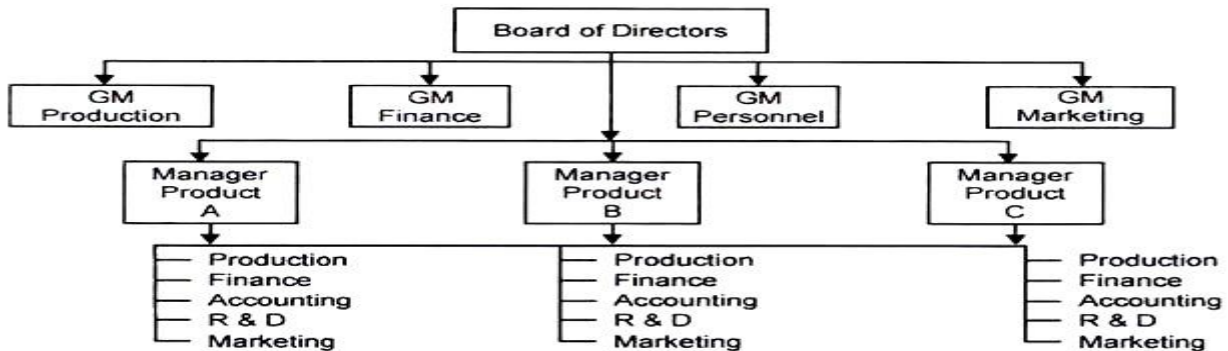 Board of Directors
GM
Production
GM
Finance
GM
Personnel
GM
Marketing
Manager
Product
A
Manager
Product
B
Manager
Product
C
Production
Finance
Accounting
R & D
Marketing
Production
Finance
Accounting
R & D
Marketing
Production
Finance
Accounting
R & D
Marketing